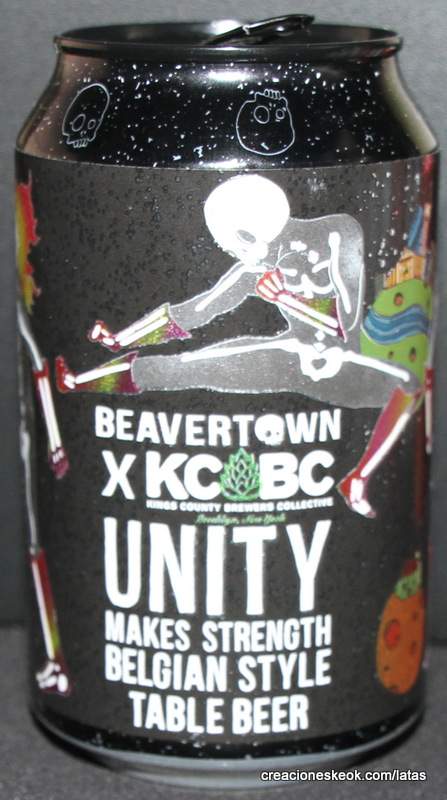 BEAVERTOWN
X KCBC
KINGS COUNTY BREWERS COLLECTIVE
Brooklyn, New York
UNITY
MAKES STRENGTH
BELGIAN STYLE
TABLE BEER
creacioneskeok.com/latas